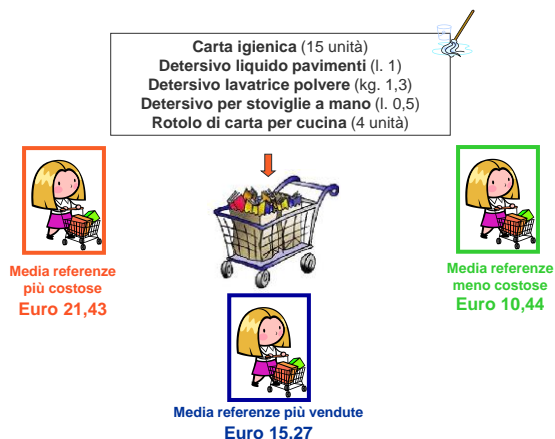 Carta igienica (15 unità)
Detersivo liquido pavimenti (l. 1)
Detersivo lavatrice polvere (kg. 1,3)
Detersivo per stoviglie a mano (l. 0,5)
Rotolo di carta per cucina (4 unità)
Media referenze
più costose
Euro 21,43
Media referenze
meno costose
Euro 10,44
Media referenze più vendute
Euro 15.27